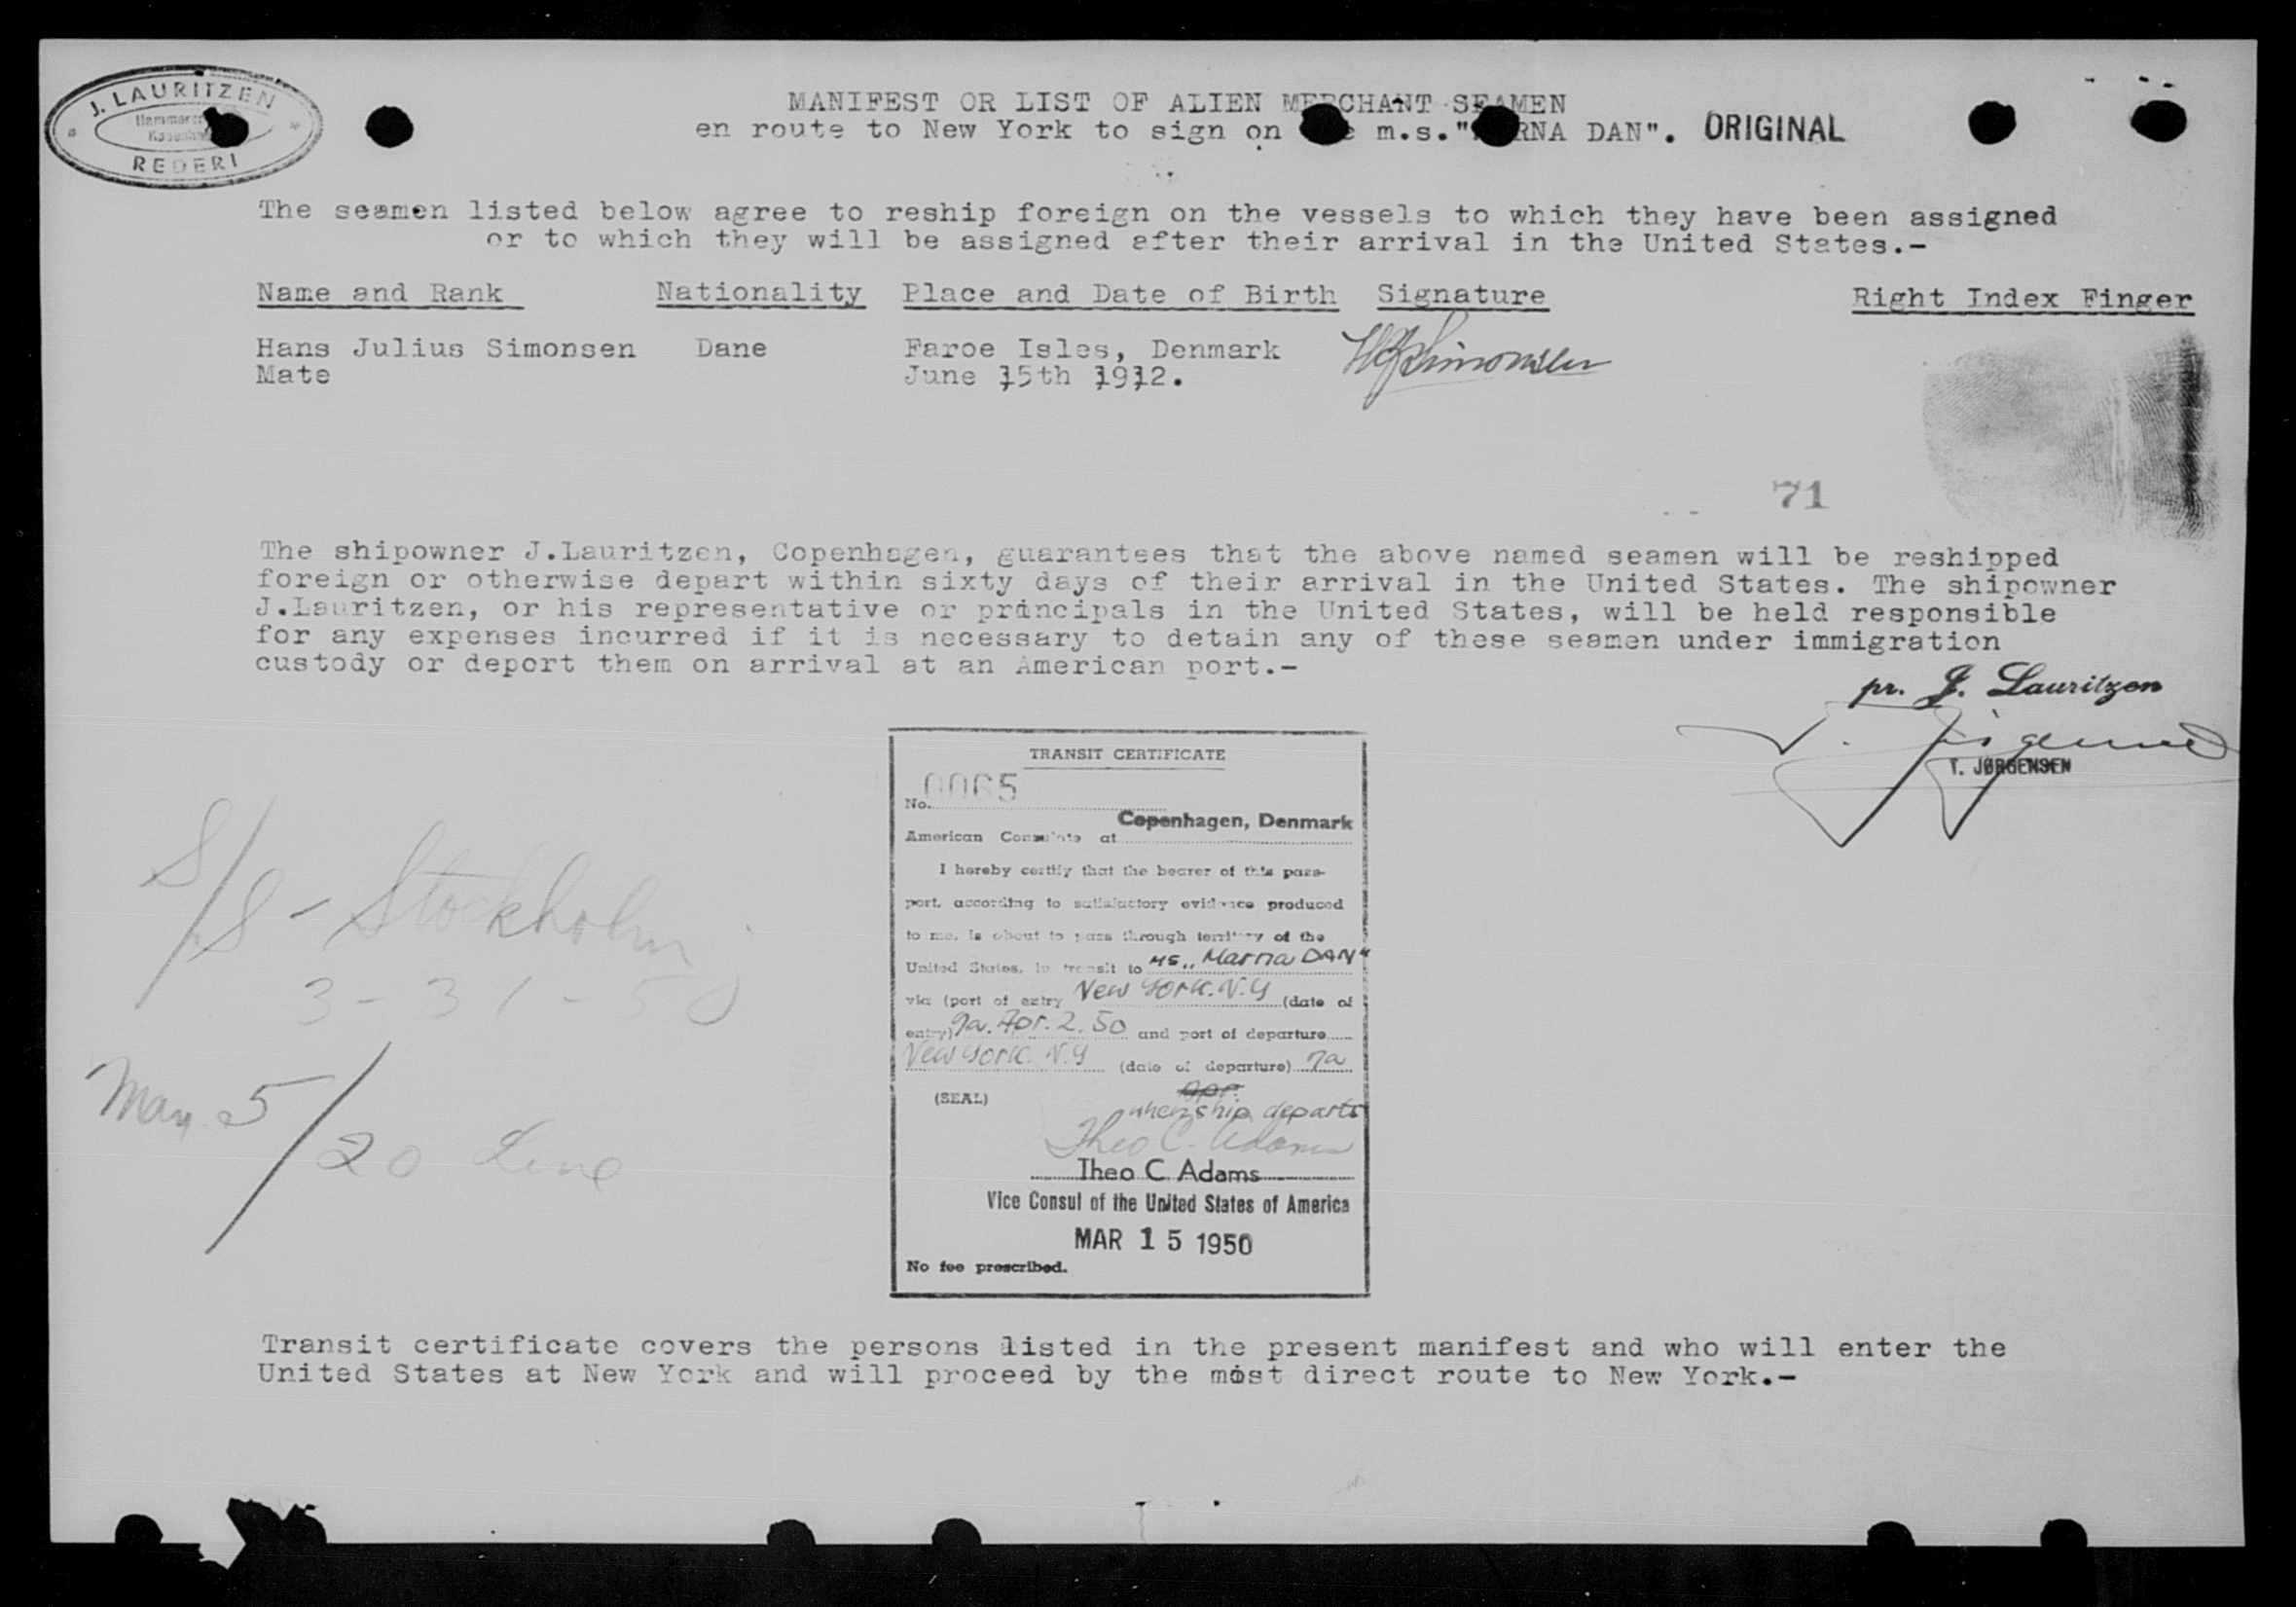 J. LAURITZEN
REDERI
MANIFEST OR LIST OF ALIEN MERCHANT SEAMEN
en route to New York to sign on m.s." RNA DAN". ORIGINAL
The seamen listed below agree to reship foreign on the vessels to which they have been assigned
or to which they will be assigned after their arrival in the United States.-
Name and Rank Nationality Place and Date of Birth Signature Right Index Finger
Hans Julius Simonsen Dane Faroe Isles, Denmark HJSimonsen
Mate June 15th 1912.
71
The shipowner J.Lauritzen, Copenhagen, guarantees that the above named seamen will be reshipped
foreign or otherwise depart within sixty days of their arrival in the United States. The shipowner
J.Lauritzen, or his representative or principals in the United States, will be held responsible
for any expenses incurred if it is necessary to detain any of these seamen under immigration
custody or deport them on arrival at an American port.-
pr. J. Lauritzen
T. JØRGENSEN
TRANSIT CERTIFICATE
No. 0065
American Consulate at Copenhagen, Denmark
I hereby certify that the bearer of this pass-
port, according to satisfactory evidence produced
to me, is about to pass through territory of the
United States, in transit to MS„ Marna DAN"
via (port of entry New York. N.Y (date of
entry) Apr. 2. 50 and port of departure
New York. N.Y (date of departure)
(SEAL)
when ship departs
Theo C. Adams
Theo C. Adams
Vice Consul of the United States of America
MAR 15 1950
No fee prescribed.
S/S - Stockholm
3-31-50
Man 5/20 Line
Transit certificate covers the persons listed in the present manifest and who will enter the
United States at New York and will proceed by the most direct route to New York.-